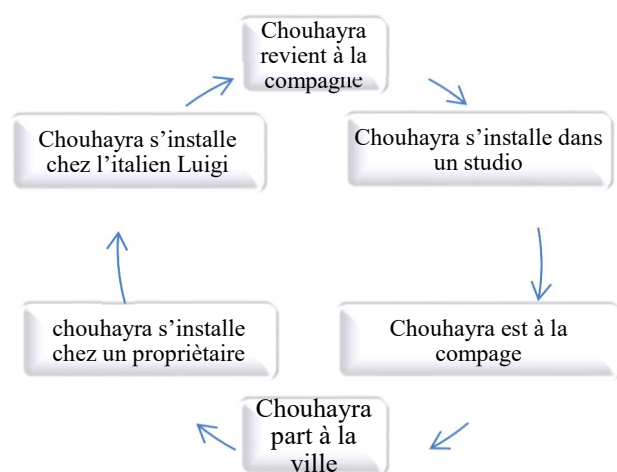 Chouhayra
revient à la
compagne
Chouhayra s’installe dans
un studio
Chouhayra est à la
compage
Chouhayra
part à la
ville
chouhayra s’installe
chez un propriètaire
Chouhayra s’installe
chez l’italien Luigi